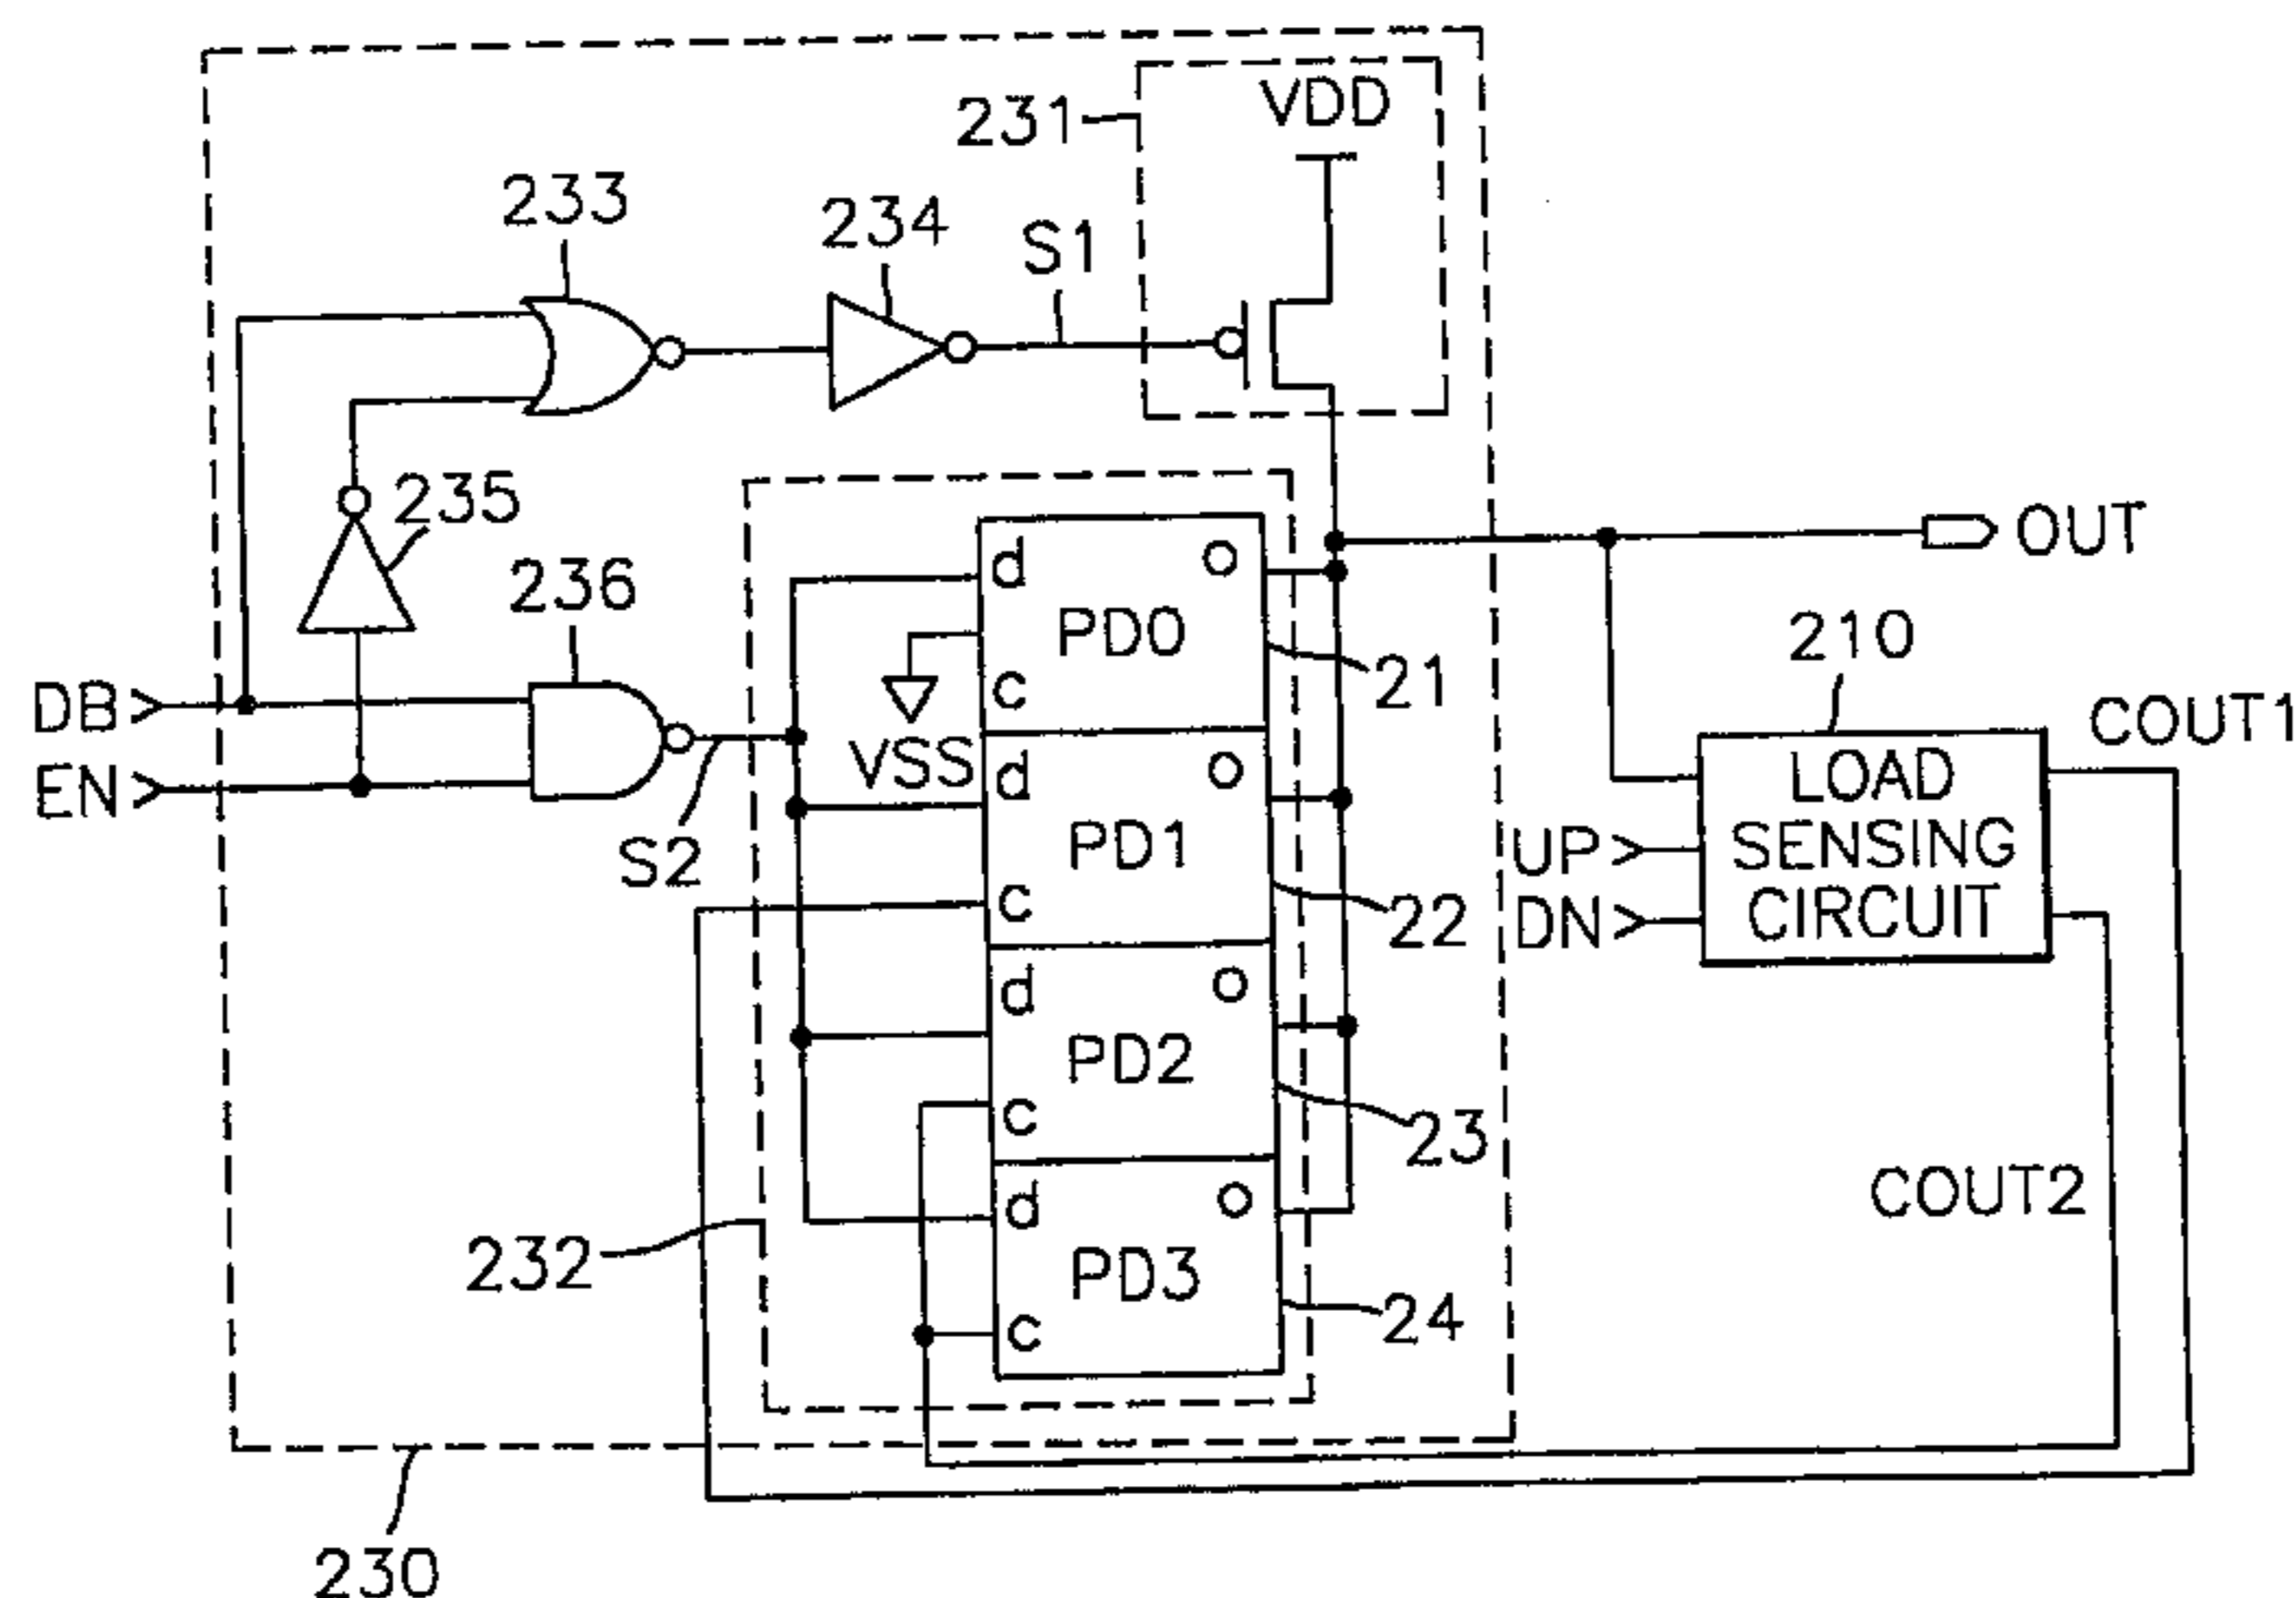 231
VDD
233
234
S1
235
236
OUT
d
O
PD0
C
21
210
DB
EN
VSS
COUT1
S2
d
O
PD1
C
22
LOAD
SENSING
CIRCUIT
UP
DN
d
O
PD2
C
23
COUT2
232
d
O
PD3
C
24
230